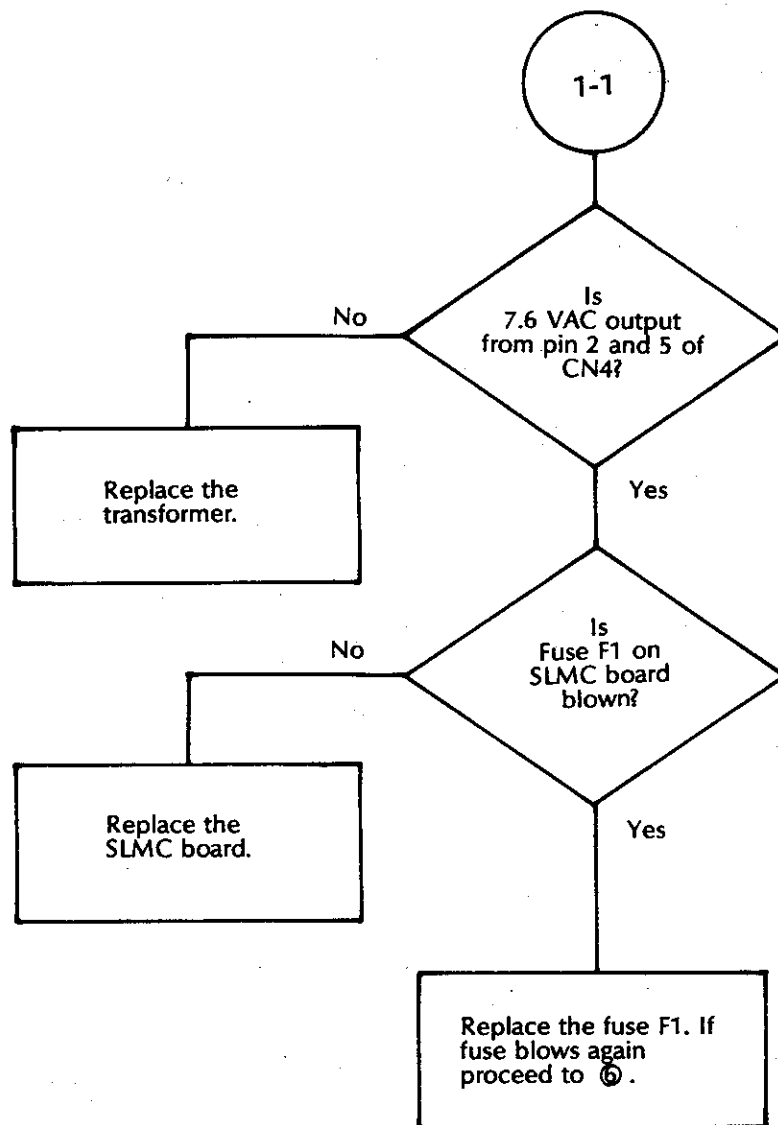 1-1
Is
7.6 VAC output
from pin 2 and 5 of
CN4?
No
Replace the
transformer.
Yes
Is
Fuse F1 on
SLMC board
blown?
No
Replace the
SLMC board.
Yes
Replace the fuse F1. If
fuse blows again
proceed to ⑥ .